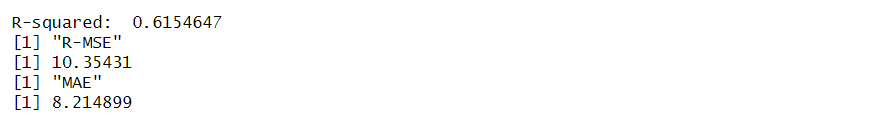 R-squared:  0.6154647
[1] "R-MSE"
[1] 10.35431
[1] "MAE"
[1] 8.214899